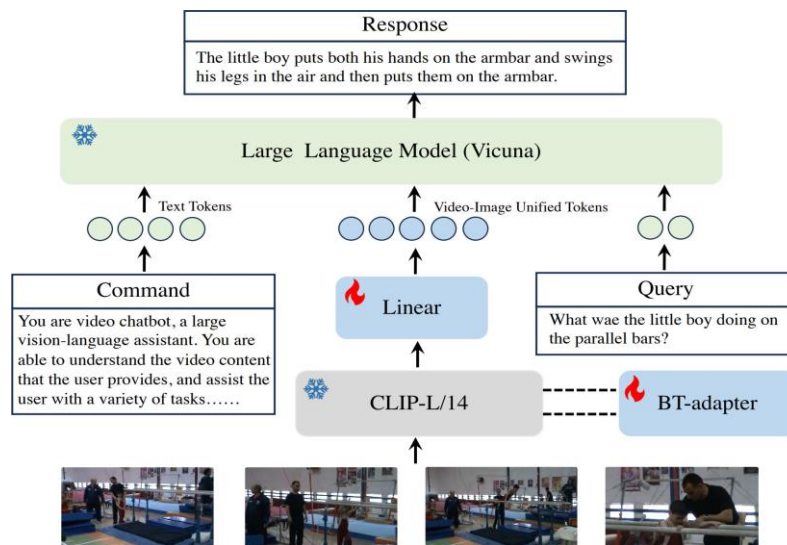 Response
The little boy puts both his hands on the armbar and swings
his legs in the air and then puts them on the armbar.
Large Language Model (Vicuna)
Text Tokens
Video-Image Unified Tokens
Command
You are video chatbot, a large
vision-language assistant. You are
able to understand the video content
that the user provides, and assist the
user with a variety of tasks……
Linear
Query
What wae the little boy doing on
the parallel bars?
CLIP-L/14
BT-adapter